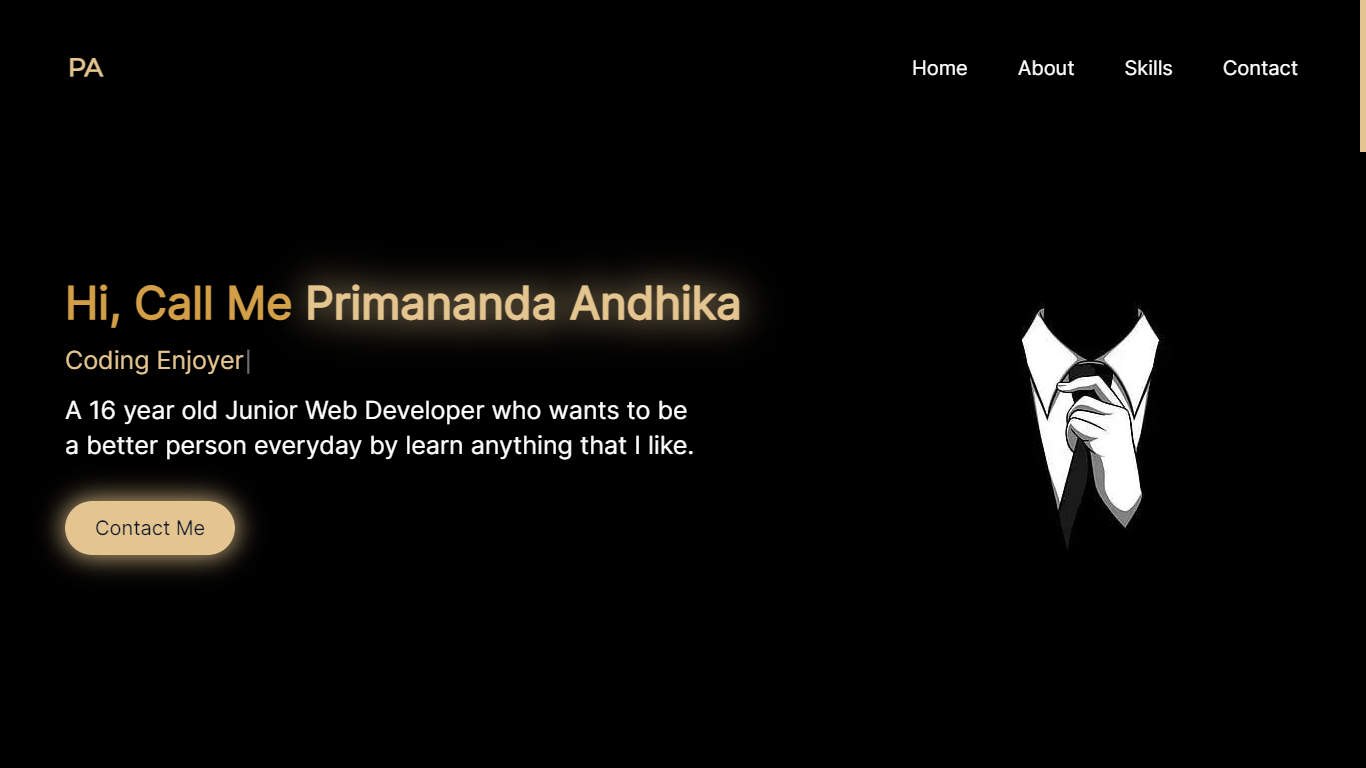 PA
Home About Skills Contact
Hi, Call Me Primananda Andhika
Coding Enjoyer|
A 16 year old Junior Web Developer who wants to be
a better person everyday by learn anything that I like.
Contact Me